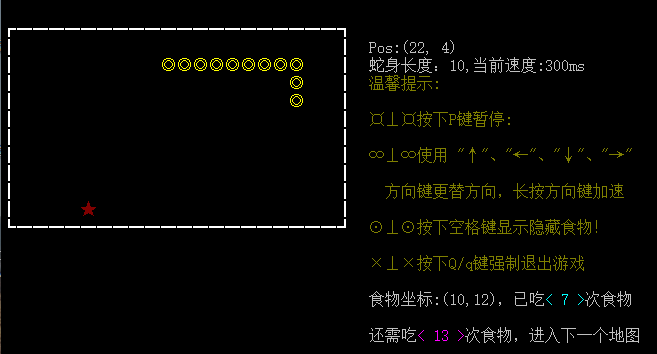 Pos:(22, 4)
蛇身长度: 10,当前速度:300ms
温馨提示:
¤⊥¤按下P键暂停:
∞⊥∞使用 "↑"、"←"、"↓"、"→"
方向键更替方向, 长按方向键加速
⊙⊥⊙按下空格键显示隐藏食物!
×⊥×按下Q/q键强制退出游戏
食物坐标:(10,12), 已吃< 7 >次食物
还需吃< 13 >次食物, 进入下一个地图